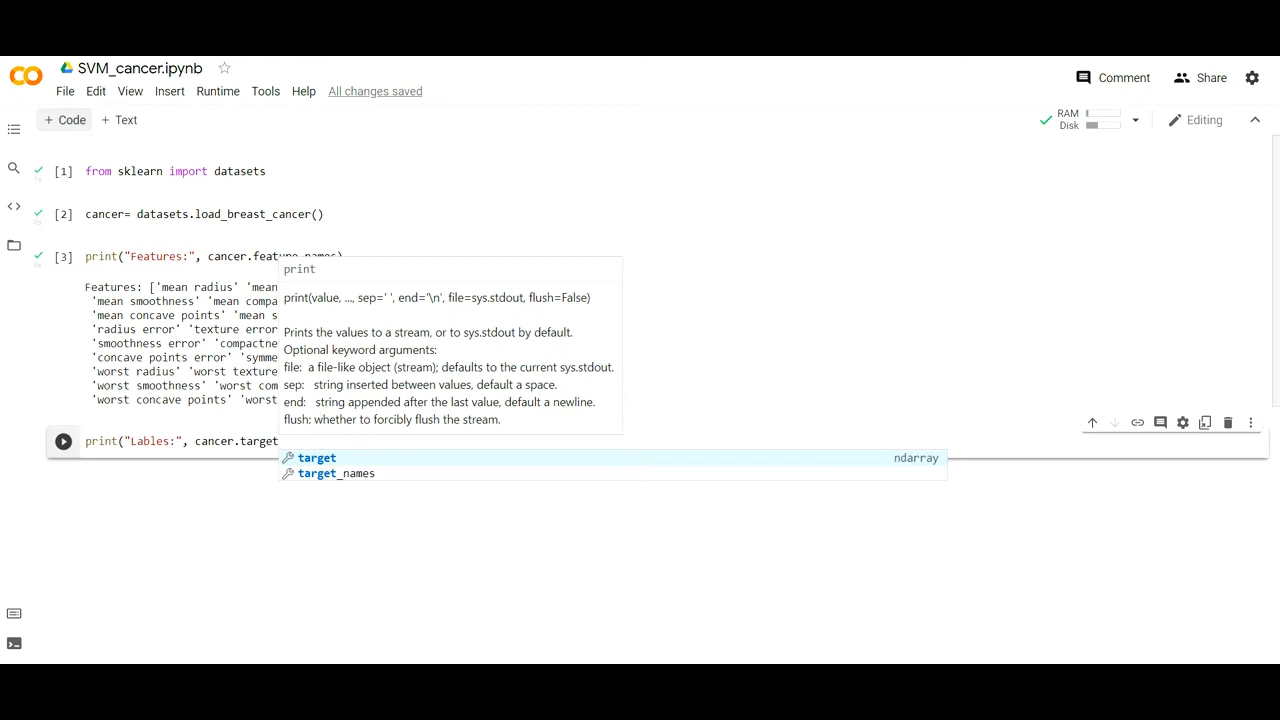 SVM_cancer.ipynb
Comment Share
File Edit View Insert Runtime Tools Help All changes saved
+ Code + Text
RAM
Disk
Editing
[1] from sklearn import datasets
[2] cancer= datasets.load_breast_cancer()
[3] print("Features:", cancer.feature_names)
print
Features: ['mean radius' 'mean
print(value, ..., sep=' ', end='\n', file=sys.stdout, flush=False)
'mean smoothness' 'mean compa
'mean concave points' 'mean s
'radius error' 'texture error
Prints the values to a stream, or to sys.stdout by default.
'smoothness error' 'compactne
Optional keyword arguments:
'concave points error' 'symme
file: a file-like object (stream); defaults to the current sys.stdout.
'worst radius' 'worst texture
sep: string inserted between values, default a space.
'worst smoothness' 'worst com
end: string appended after the last value, default a newline.
'worst concave points' 'worst
flush: whether to forcibly flush the stream.
print("Lables:", cancer.target
target ndarray
target_names